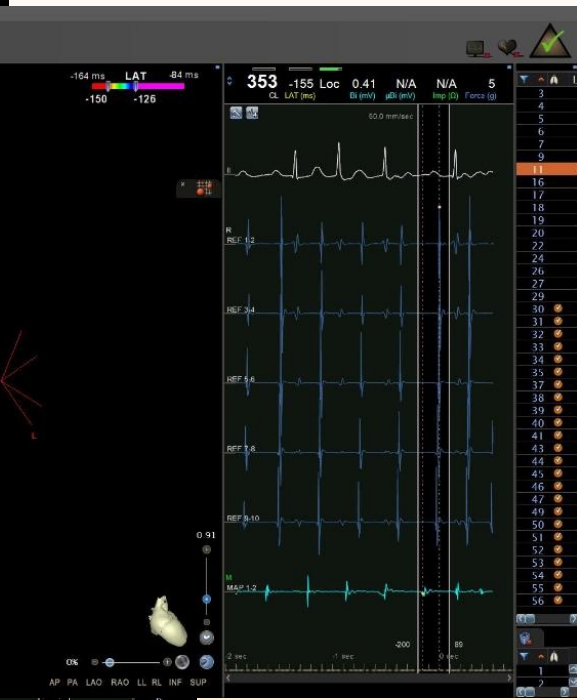 -164 ms LAT -84 ms
-150 -126
353 -155 Loc 0.41 N/A N/A 5
CL LAT (ms) Bi (mV) µBi (mV) Imp (Ω) Force (g)
60.0 mm/sec
II
R
REF 1-2
REF 3-4
REF 5-6
REF 7-8
REF 9-10
M
MAP 1-2
-200 89
-2 sec -1 sec 0 sec
L
0.91
0%
AP PA LAO RAO LL RL INF SUP
3
4
5
6
7
9
11
16
17
18
19
20
22
24
26
27
29
30
31
32
33
34
35
37
38
39
40
41
43
44
45
46
47
49
50
51
52
53
54
55
56
1
2